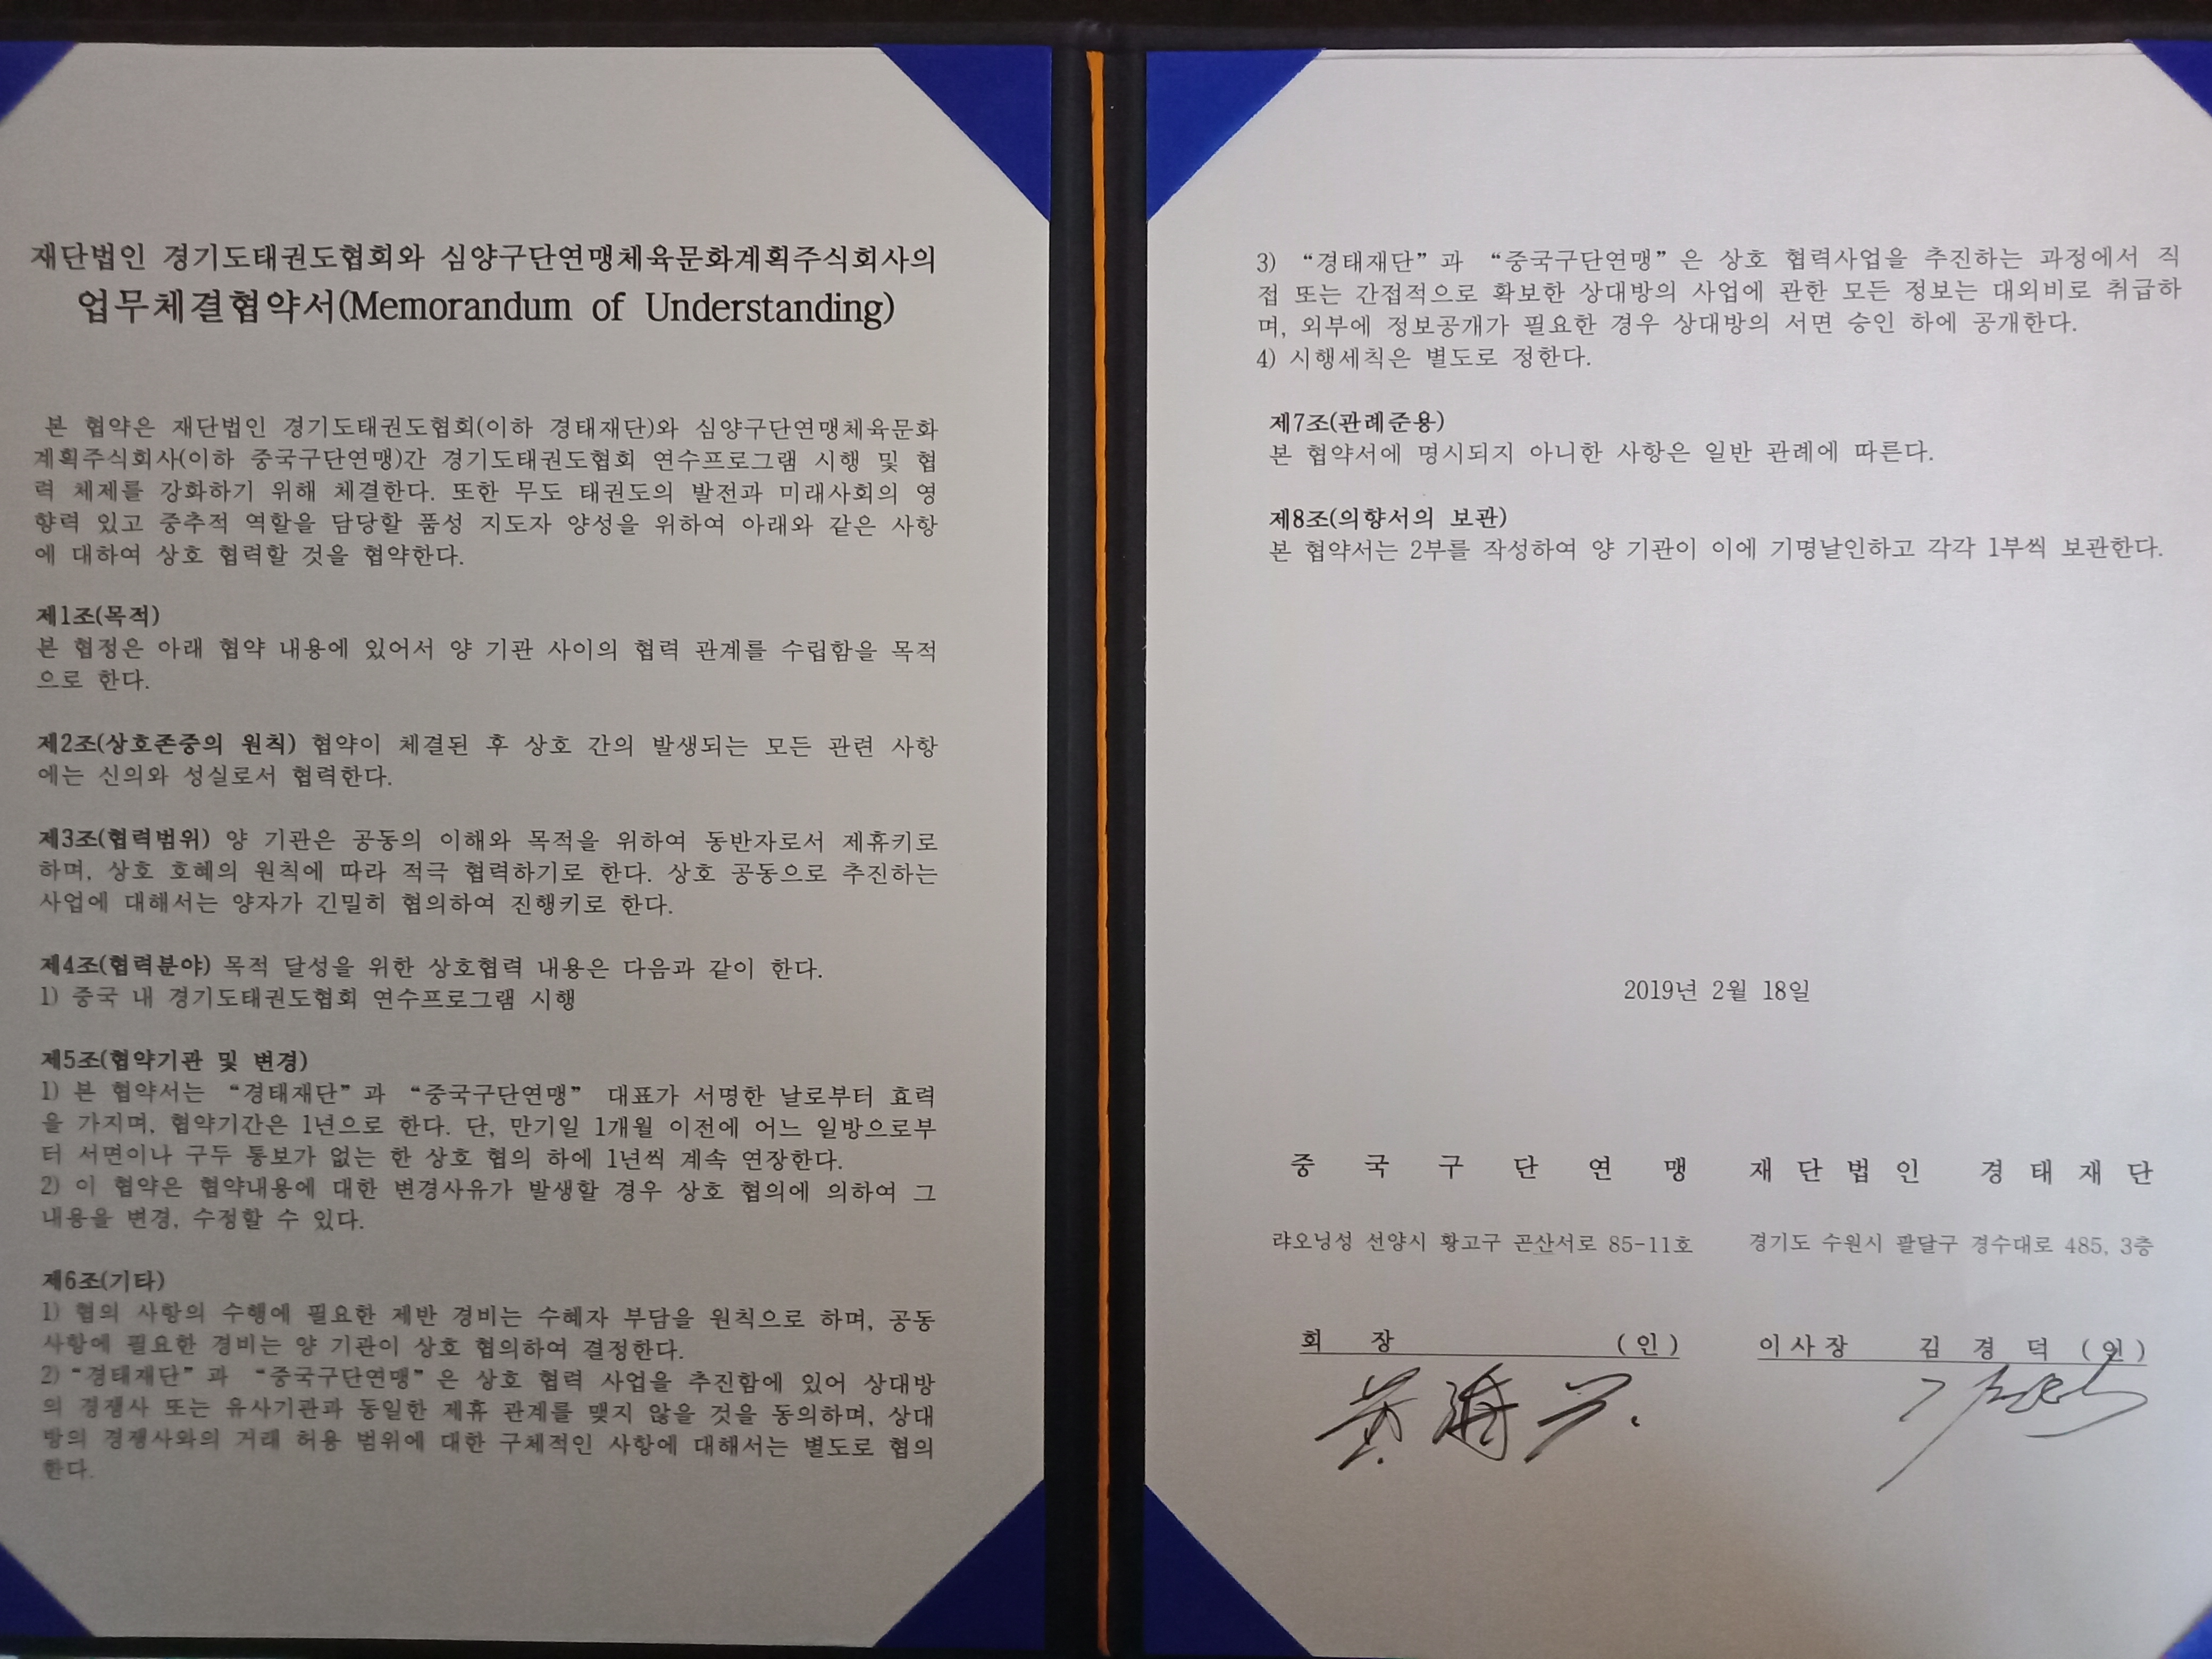 재단법인 경기도태권도협회와 심양구단연맹체육문화계획주식회사의
업무체결협약서(Memorandum of Understanding)
본 협약은 재단법인 경기도태권도협회(이하 경태재단)와 심양구단연맹체육문화
계획주식회사(이하 중국구단연맹)간 경기도태권도협회 연수프로그램 시행 및 협
력 체제를 강화하기 위해 체결한다. 또한 무도 태권도의 발전과 미래사회의 영
향력 있고 중추적 역할을 담당할 품성 지도자 양성을 위하여 아래와 같은 사항
에 대하여 상호 협력할 것을 협약한다.
제1조(목적)
본 협정은 아래 협약 내용에 있어서 양 기관 사이의 협력 관계를 수립함을 목적
으로 한다.
제2조(상호존중의 원칙) 협약이 체결된 후 상호 간의 발생되는 모든 관련 사항
에는 신의와 성실로서 협력한다.
제3조(협력범위) 양 기관은 공동의 이해와 목적을 위하여 동반자로서 제휴키로
하며, 상호 호혜의 원칙에 따라 적극 협력하기로 한다. 상호 공동으로 추진하는
사업에 대해서는 양자가 긴밀히 협의하여 진행키로 한다.
제4조(협력분야) 목적 달성을 위한 상호협력 내용은 다음과 같이 한다.
1) 중국 내 경기도태권도협회 연수프로그램 시행
제5조(협약기관 및 변경)
1) 본 협약서는 “경태재단”과 “중국구단연맹” 대표가 서명한 날로부터 효력
을 가지며, 협약기간은 1년으로 한다. 단, 만기일 1개월 이전에 어느 일방으로부
터 서면이나 구두 통보가 없는 한 상호 협의 하에 1년씩 계속 연장한다.
2) 이 협약은 협약내용에 대한 변경사유가 발생할 경우 상호 협의에 의하여 그
내용을 변경, 수정할 수 있다.
제6조(기타)
1) 협의 사항의 수행에 필요한 제반 경비는 수혜자 부담을 원칙으로 하며, 공동
사항에 필요한 경비는 양 기관이 상호 협의하여 결정한다.
2)“경태재단”과 “중국구단연맹”은 상호 협력 사업을 추진함에 있어 상대방
의 경쟁사 또는 유사기관과 동일한 제휴 관계를 맺지 않을 것을 동의하며, 상대
방의 경쟁사와의 거래 허용 범위에 대한 구체적인 사항에 대해서는 별도로 협의
한다.
3) “경태재단”과 “중국구단연맹”은 상호 협력사업을 추진하는 과정에서 직
접 또는 간접적으로 확보한 상대방의 사업에 관한 모든 정보는 대외비로 취급하
며, 외부에 정보공개가 필요한 경우 상대방의 서면 승인 하에 공개한다.
4) 시행세칙은 별도로 정한다.
제7조(관례준용)
본 협약서에 명시되지 아니한 사항은 일반 관례에 따른다.
제8조(의향서의 보관)
본 협약서는 2부를 작성하여 양 기관이 이에 기명날인하고 각각 1부씩 보관한다.
2019년 2월 18일
중 국 구 단 연 맹 재 단 법 인 경 태 재 단
랴오닝성 선양시 황고구 곤산서로 85-11호 경기도 수원시 팔달구 경수대로 485, 3층
회 장 (인) 이사장 김 경 덕 (인)